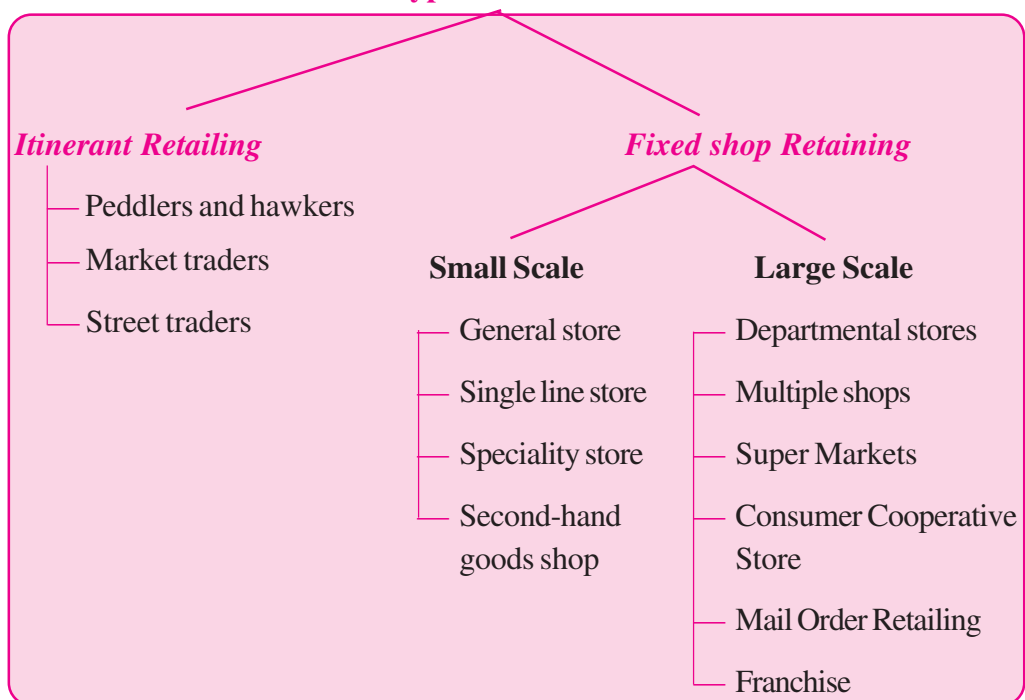 Itinerant Retailing
Peddlers and hawkers
Market traders
Street traders
Fixed shop Retaining
Small Scale
General store
Single line store
Speciality store
Second-hand
goods shop
Large Scale
Departmental stores
Multiple shops
Super Markets
Consumer Cooperative
Store
Mail Order Retailing
Franchise